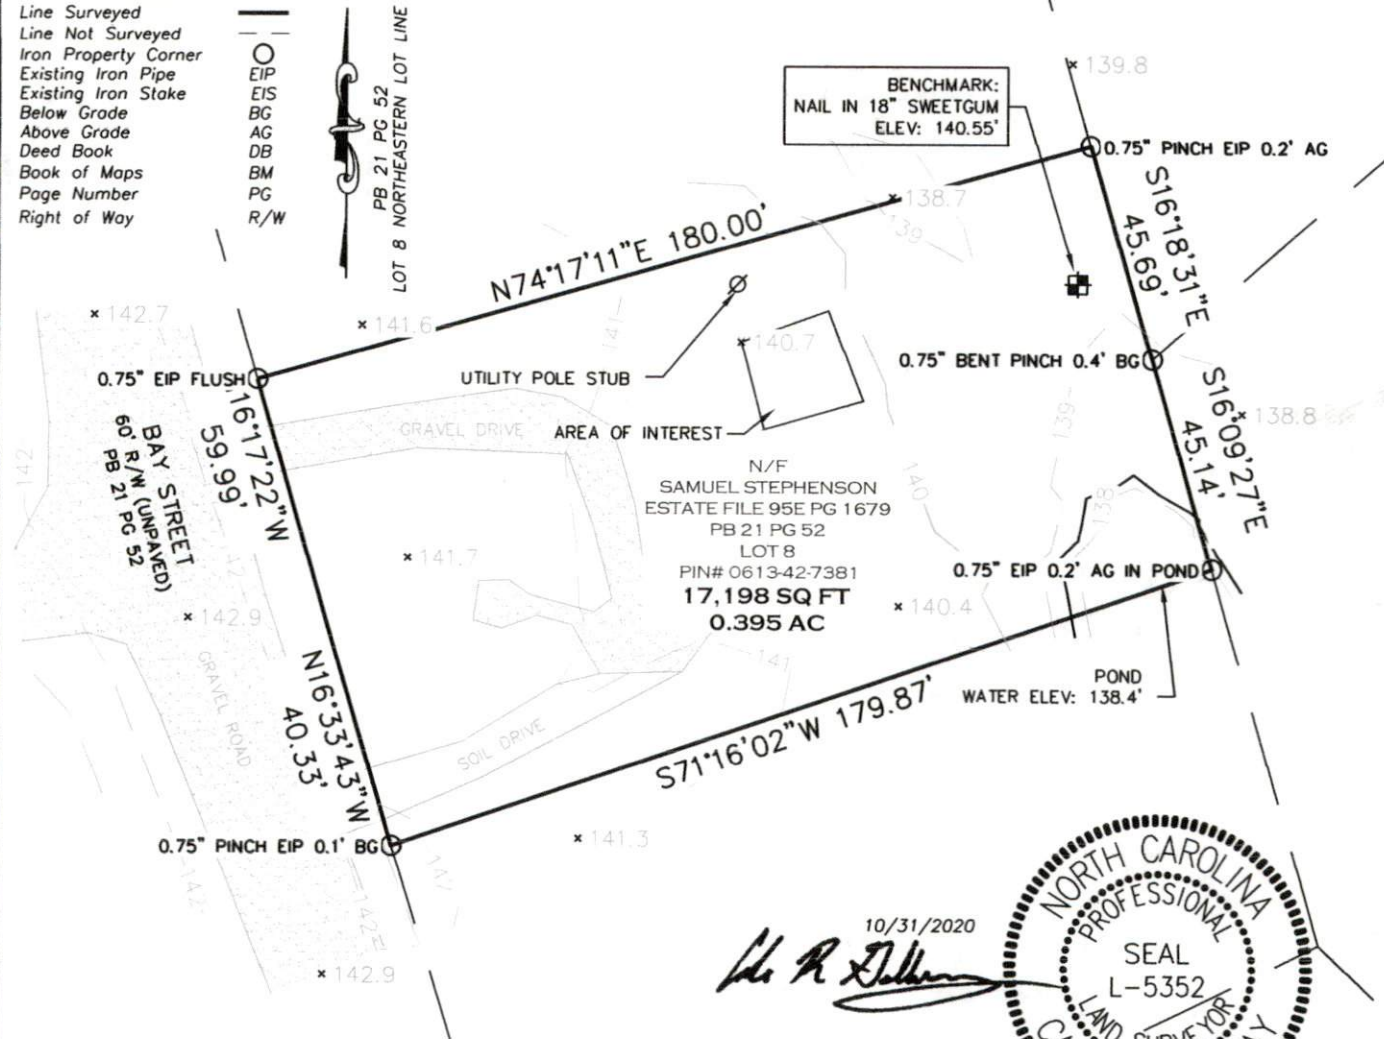 Line Surveyed
Line Not Surveyed
Iron Property Corner
Existing Iron Pipe EIP
Existing Iron Stake EIS
Below Grade BG
Above Grade AG
Deed Book DB
Book of Maps BM
Page Number PG
Right of Way R/W
PB 21 PG 52
LOT 8 NORTHEASTERN LOT LINE
BENCHMARK:
NAIL IN 18" SWEETGUM
ELEV: 140.55'
139.8
0.75" PINCH EIP 0.2' AG
138.7
139
N74°17'11"E 180.00'
S16°18'31"E
45.69'
142.7
141.6
141
140.7
0.75" EIP FLUSH
UTILITY POLE STUB
0.75" BENT PINCH 0.4' BG
16°17'22"W
59.99'
GRAVEL DRIVE
AREA OF INTEREST
139
S16°09'27"E
45.14'
138.8
142
BAY STREET
60' R/W (UNPAVED)
PB 21 PG 52
N/F
SAMUEL STEPHENSON
ESTATE FILE 95E PG 1679
PB 21 PG 52
LOT 8
PIN# 0613-42-7381
17,198 SQ FT
0.395 AC
140
138
141.7
0.75" EIP 0.2' AG IN POND
142.9
140.4
GRAVEL ROAD
N16°33'43"W
40.33'
141
POND
WATER ELEV: 138.4'
SOIL DRIVE
S71°16'02"W 179.87'
0.75" PINCH EIP 0.1' BG
141.3
142
142
142.9
10/31/2020
NORTH CAROLINA
PROFESSIONAL
SEAL
L-5352
LAND SURVEYOR